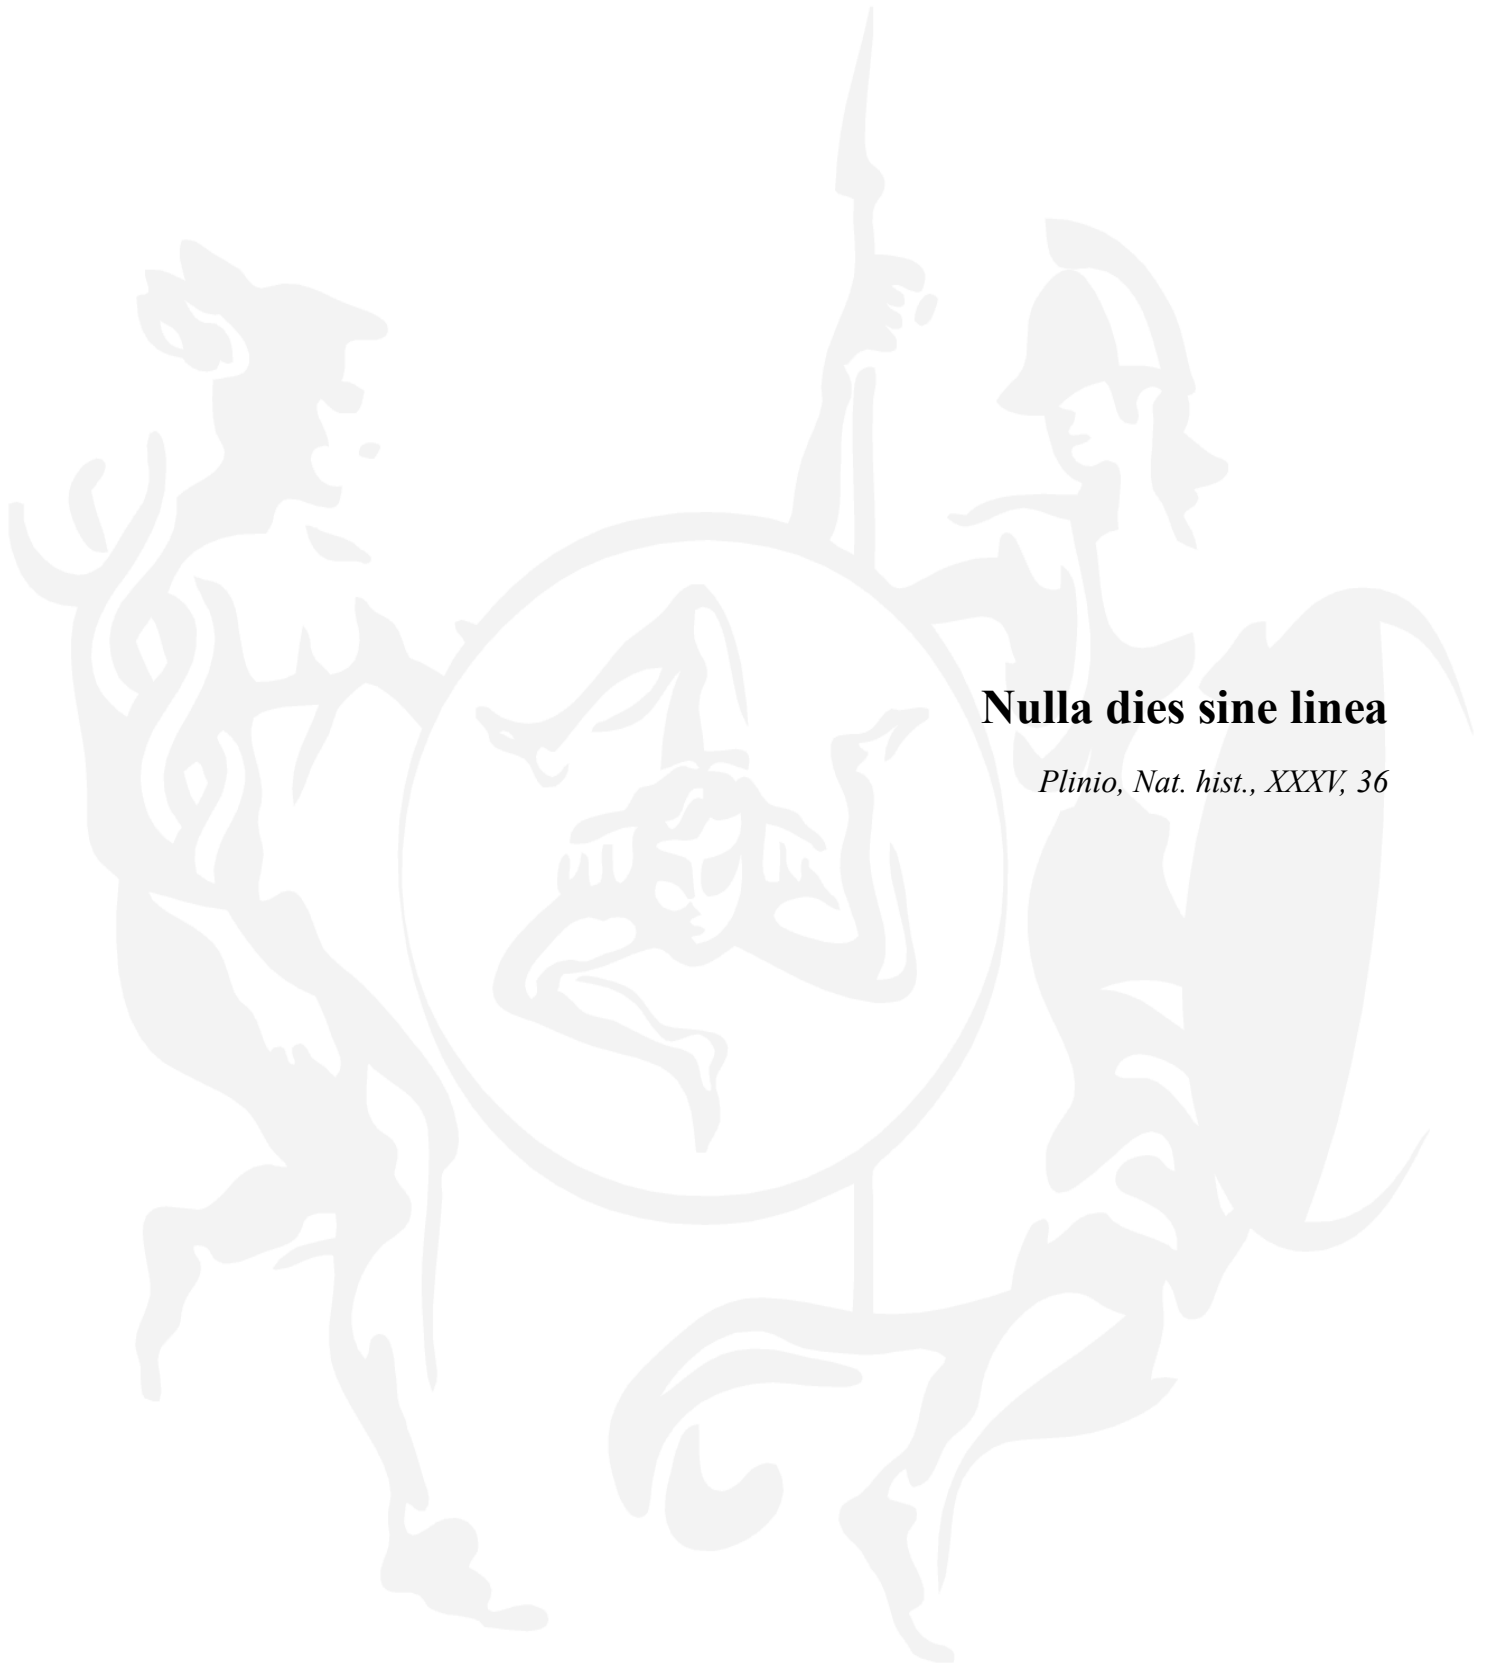 Nulla dies sine linea
Plinio, Nat. hist., XXXV, 36